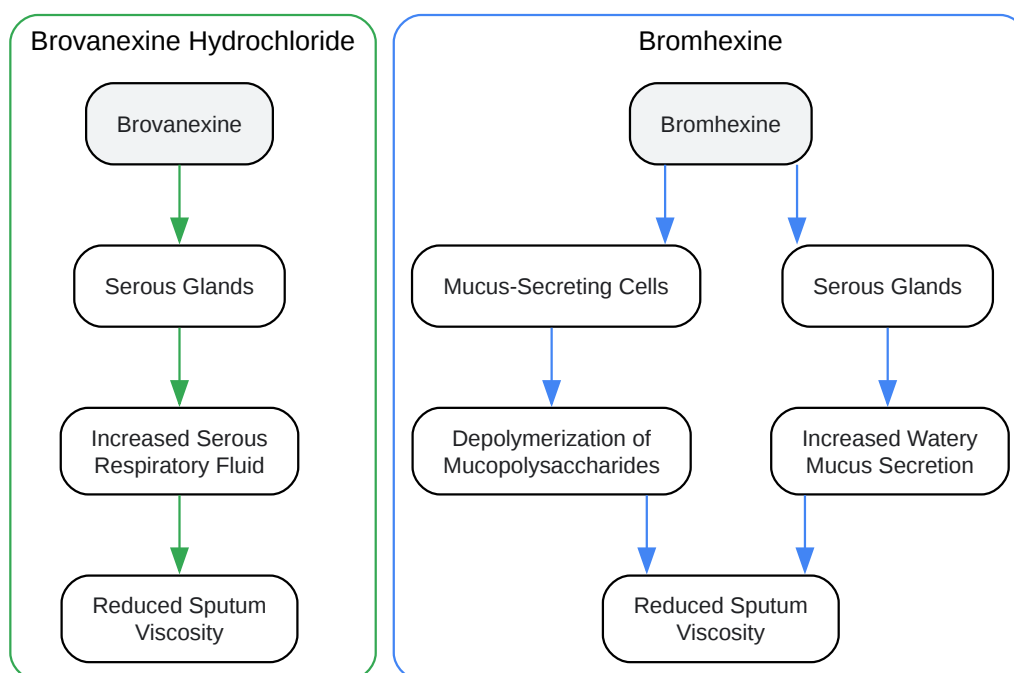 Brovanexine Hydrochloride
Brovanexine
Serous Glands
Increased Serous
Respiratory Fluid
Reduced Sputum
Viscosity
Bromhexine
Bromhexine
Mucus-Secreting Cells
Serous Glands
Depolymerization of
Mucopolysaccharides
Increased Watery
Mucus Secretion
Reduced Sputum
Viscosity